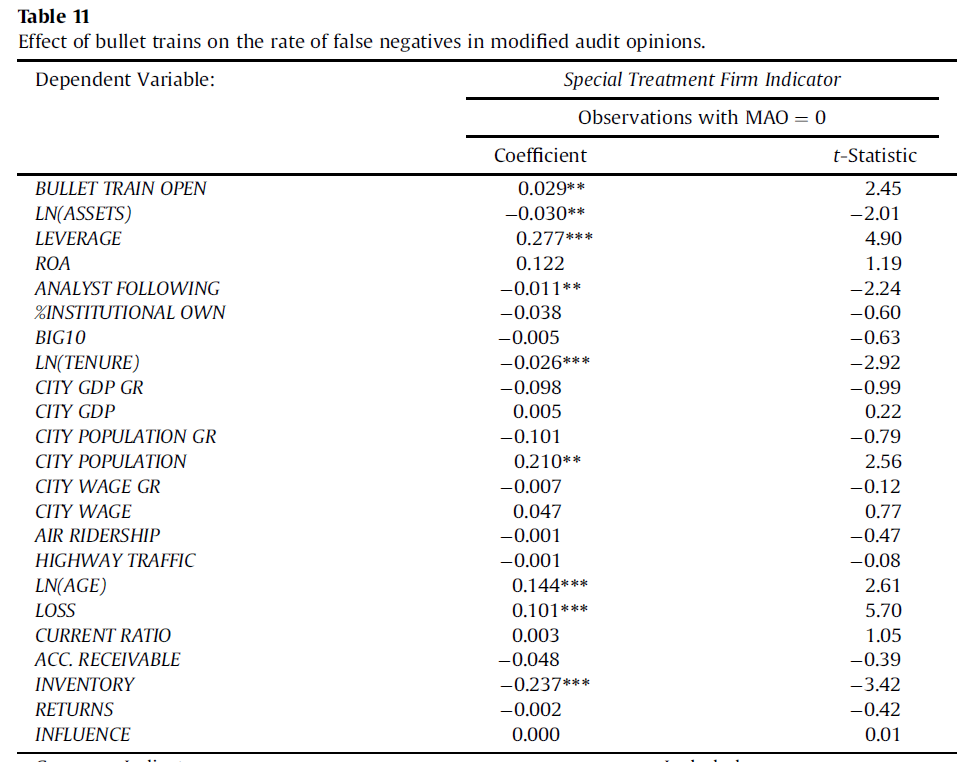 Table 11
Effect of bullet trains on the rate of false negatives in modified audit opinions.
Dependent Variable: Special Treatment Firm Indicator
Observations with MAO = 0
Coefficient t-Statistic
BULLET TRAIN OPEN 0.029** 2.45
LN(ASSETS) −0.030** −2.01
LEVERAGE 0.277*** 4.90
ROA 0.122 1.19
ANALYST FOLLOWING −0.011** −2.24
%INSTITUTIONAL OWN −0.038 −0.60
BIG10 −0.005 −0.63
LN(TENURE) −0.026*** −2.92
CITY GDP GR −0.098 −0.99
CITY GDP 0.005 0.22
CITY POPULATION GR −0.101 −0.79
CITY POPULATION 0.210** 2.56
CITY WAGE GR −0.007 −0.12
CITY WAGE 0.047 0.77
AIR RIDERSHIP −0.001 −0.47
HIGHWAY TRAFFIC −0.001 −0.08
LN(AGE) 0.144*** 2.61
LOSS 0.101*** 5.70
CURRENT RATIO 0.003 1.05
ACC. RECEIVABLE −0.048 −0.39
INVENTORY −0.237*** −3.42
RETURNS −0.002 −0.42
INFLUENCE 0.000 0.01